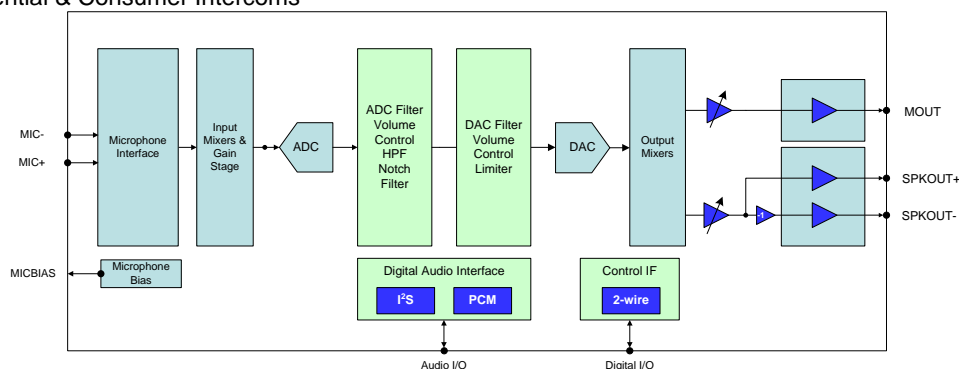 ential & Consumer Intercoms
MIC-
MIC+
Microphone
Interface
Input
Mixers &
Gain
Stage
ADC
ADC Filter
Volume
Control
HPF
Notch
Filter
DAC Filter
Volume
Control
Limiter
DAC
Output
Mixers
-1
MOUT
SPKOUT+
SPKOUT-
MICBIAS
Microphone
Bias
Digital Audio Interface
I²S
PCM
Control IF
2-wire
Audio I/O
Digital I/O